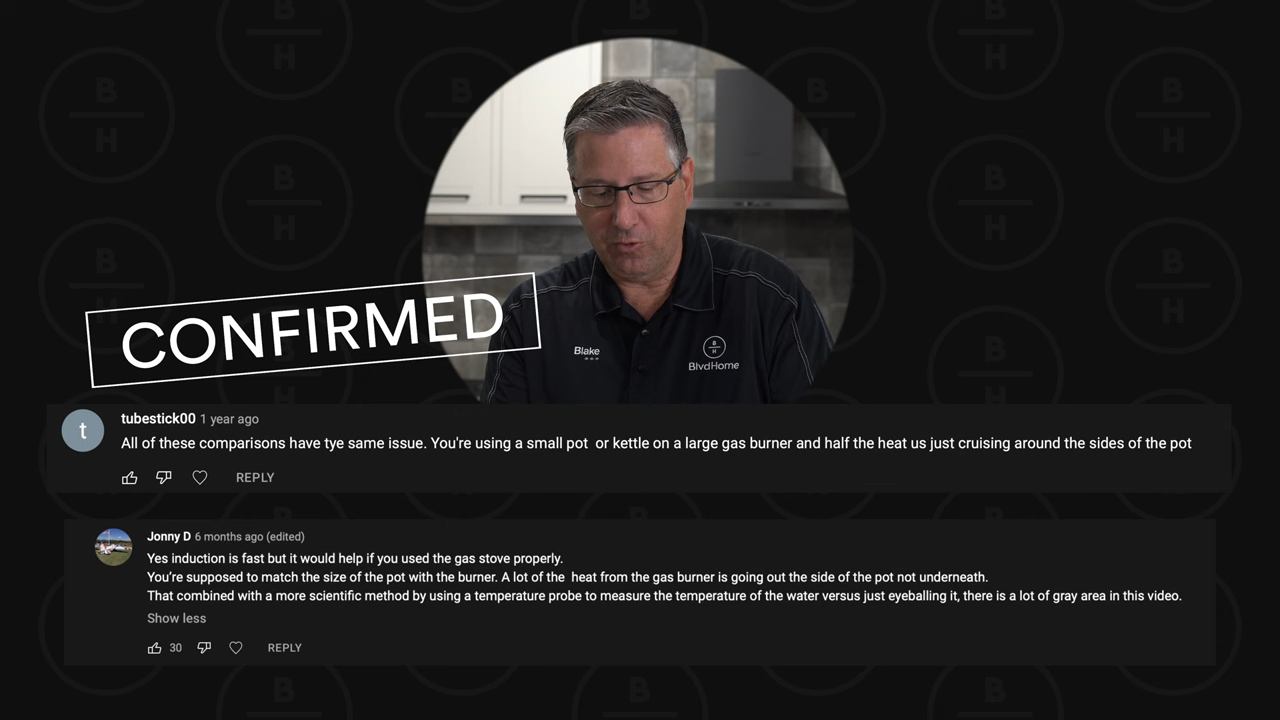 CONFIRMED
Blake
B
H
BlvdHome
t
tubestick00 1 year ago
All of these comparisons have tye same issue. You're using a small pot or kettle on a large gas burner and half the heat us just cruising around the sides of the pot
REPLY
Jonny D 6 months ago (edited)
Yes induction is fast but it would help if you used the gas stove properly.
You're supposed to match the size of the pot with the burner. A lot of the heat from the gas burner is going out the side of the pot not underneath.
That combined with a more scientific method by using a temperature probe to measure the temperature of the water versus just eyeballing it, there is a lot of gray area in this video.
Show less
30 REPLY